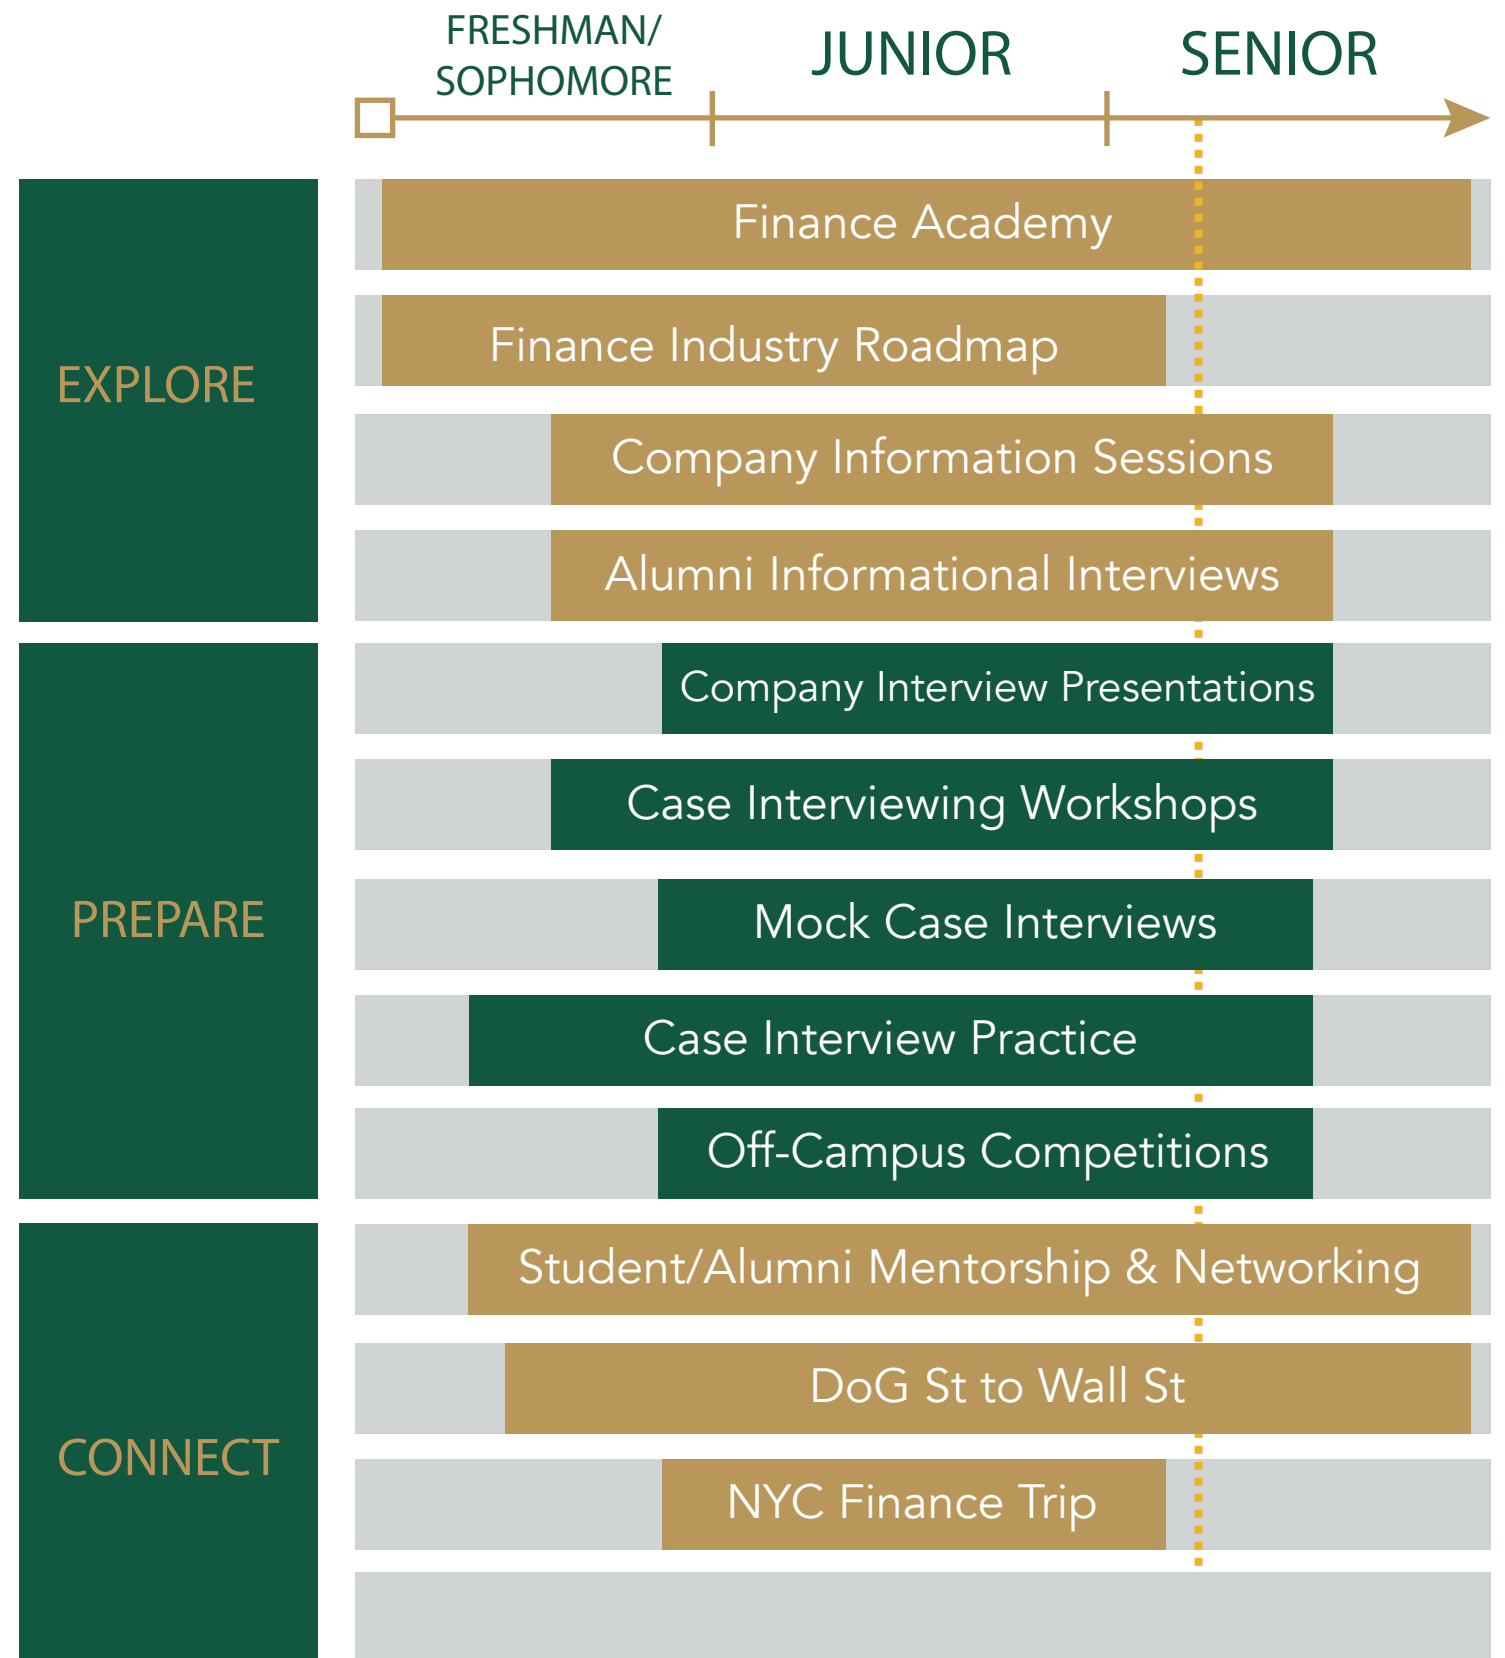 FRESHMAN/
SOPHOMORE
JUNIOR
SENIOR
EXPLORE
Finance Academy
Finance Industry Roadmap
Company Information Sessions
Alumni Informational Interviews
PREPARE
Company Interview Presentations
Case Interviewing Workshops
Mock Case Interviews
Case Interview Practice
Off-Campus Competitions
CONNECT
Student/Alumni Mentorship & Networking
DoG St to Wall St
NYC Finance Trip